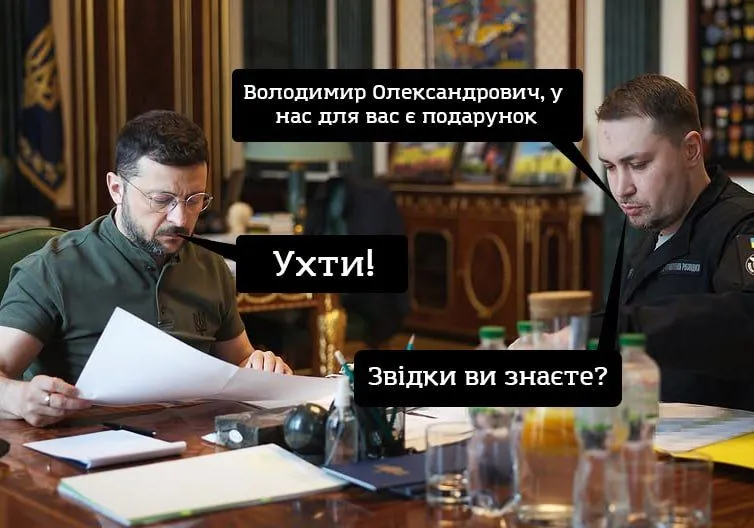 Володимир Олександрович, у
нас для вас є подарунок
Ухти!
Звідки ви знаєте?